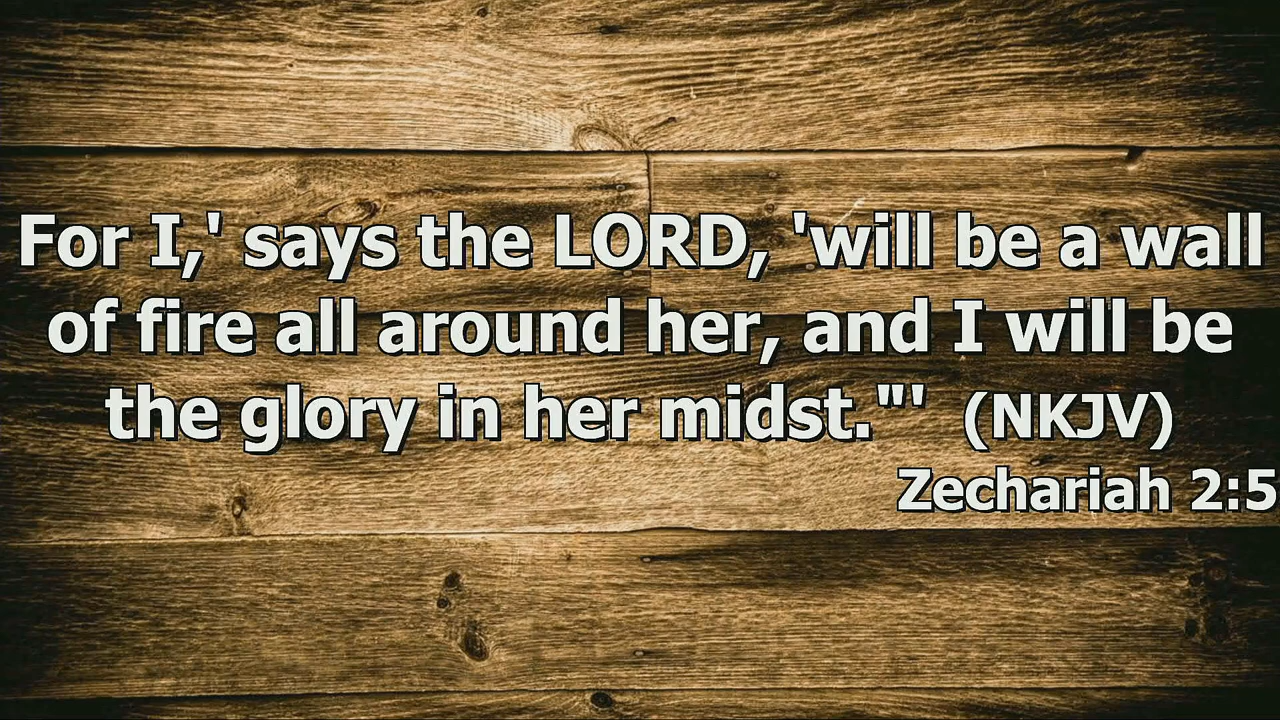 For I,' says the LORD, 'will be a wall
of fire all around her, and I will be
the glory in her midst."' (NKJV)
Zechariah 2:5